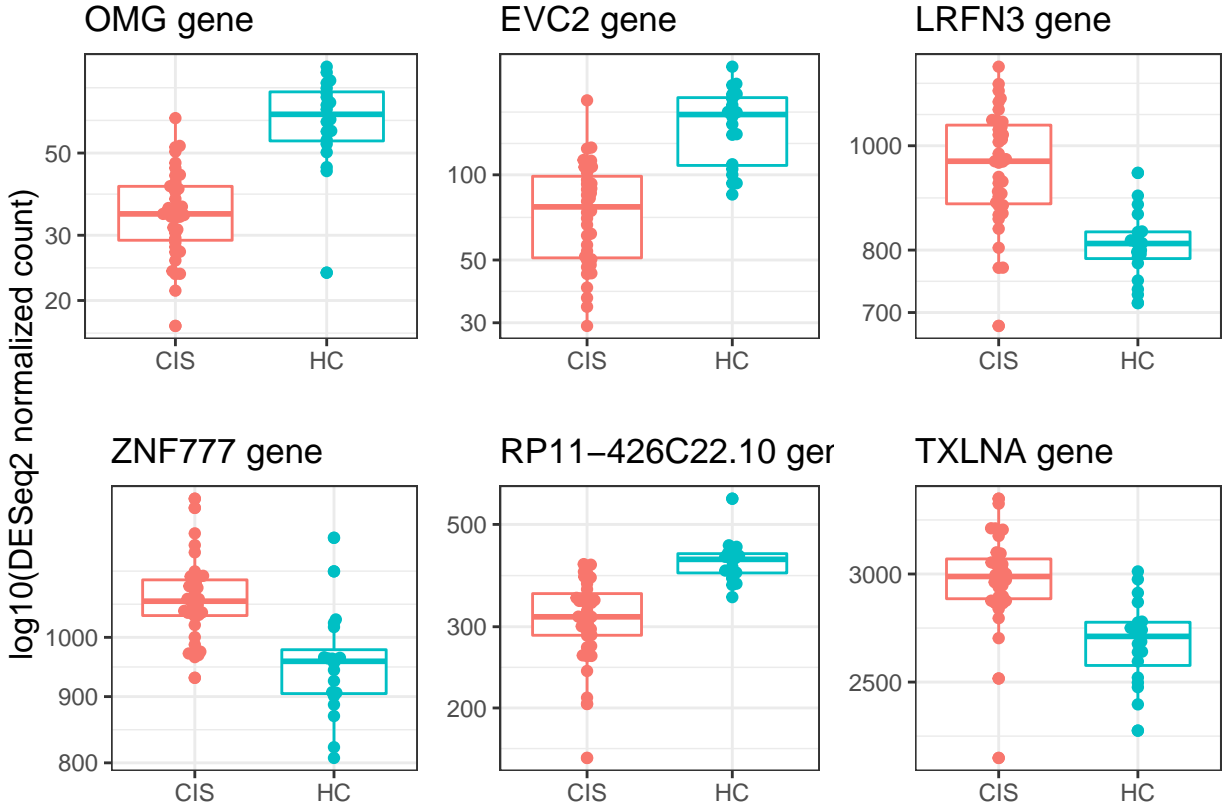 OMG gene
EVC2 gene
LRFN3 gene
50
30
20
CIS
HC
100
50
30
CIS
HC
1000
800
700
CIS
HC
log10(DESeq2 normalized count)
ZNF777 gene
RP11−426C22.10 ger
TXLNA gene
1000
900
800
CIS
HC
500
300
200
CIS
HC
3000
2500
CIS
HC